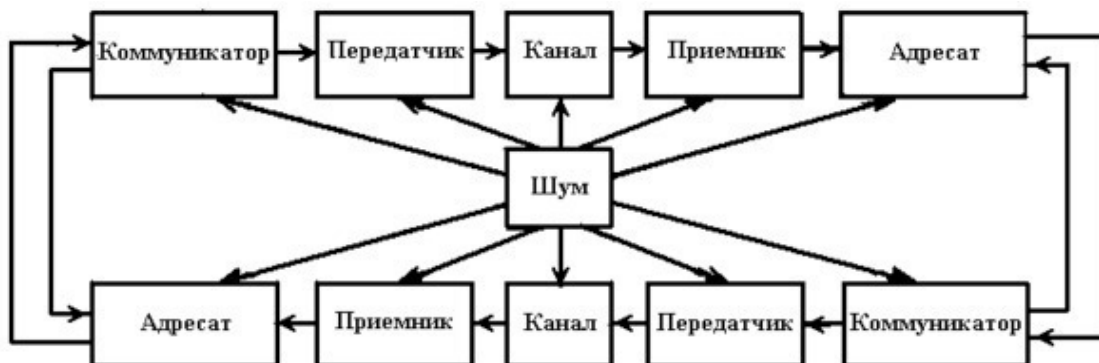 Коммуникатор Передатчик Канал Приемник Адресат
Шум
Адресат Приемник Канал Передатчик Коммуникатор